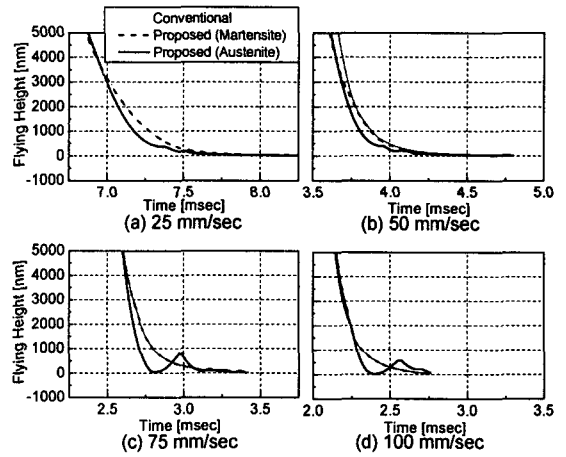 Conventional
Proposed (Martensite)
Proposed (Austenite)
Flying Height [nm]
5000
4000
3000
2000
1000
0
-1000
7.0
7.5
8.0
Time [msec]
(a) 25 mm/sec
3.5
4.0
4.5
5.0
Time [msec]
(b) 50 mm/sec
Flying Height [nm]
5000
4000
3000
2000
1000
0
-1000
2.5
3.0
3.5
Time [msec]
(c) 75 mm/sec
2.0
2.5
3.0
3.5
Time [msec]
(d) 100 mm/sec